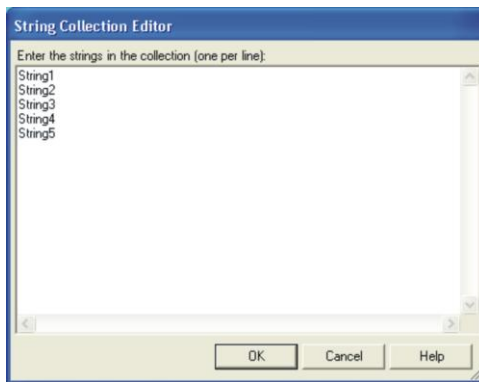 String Collection Editor
Enter the strings in the collection (one per line):
String1
String2
String3
String4
String5
OK
Cancel
Help